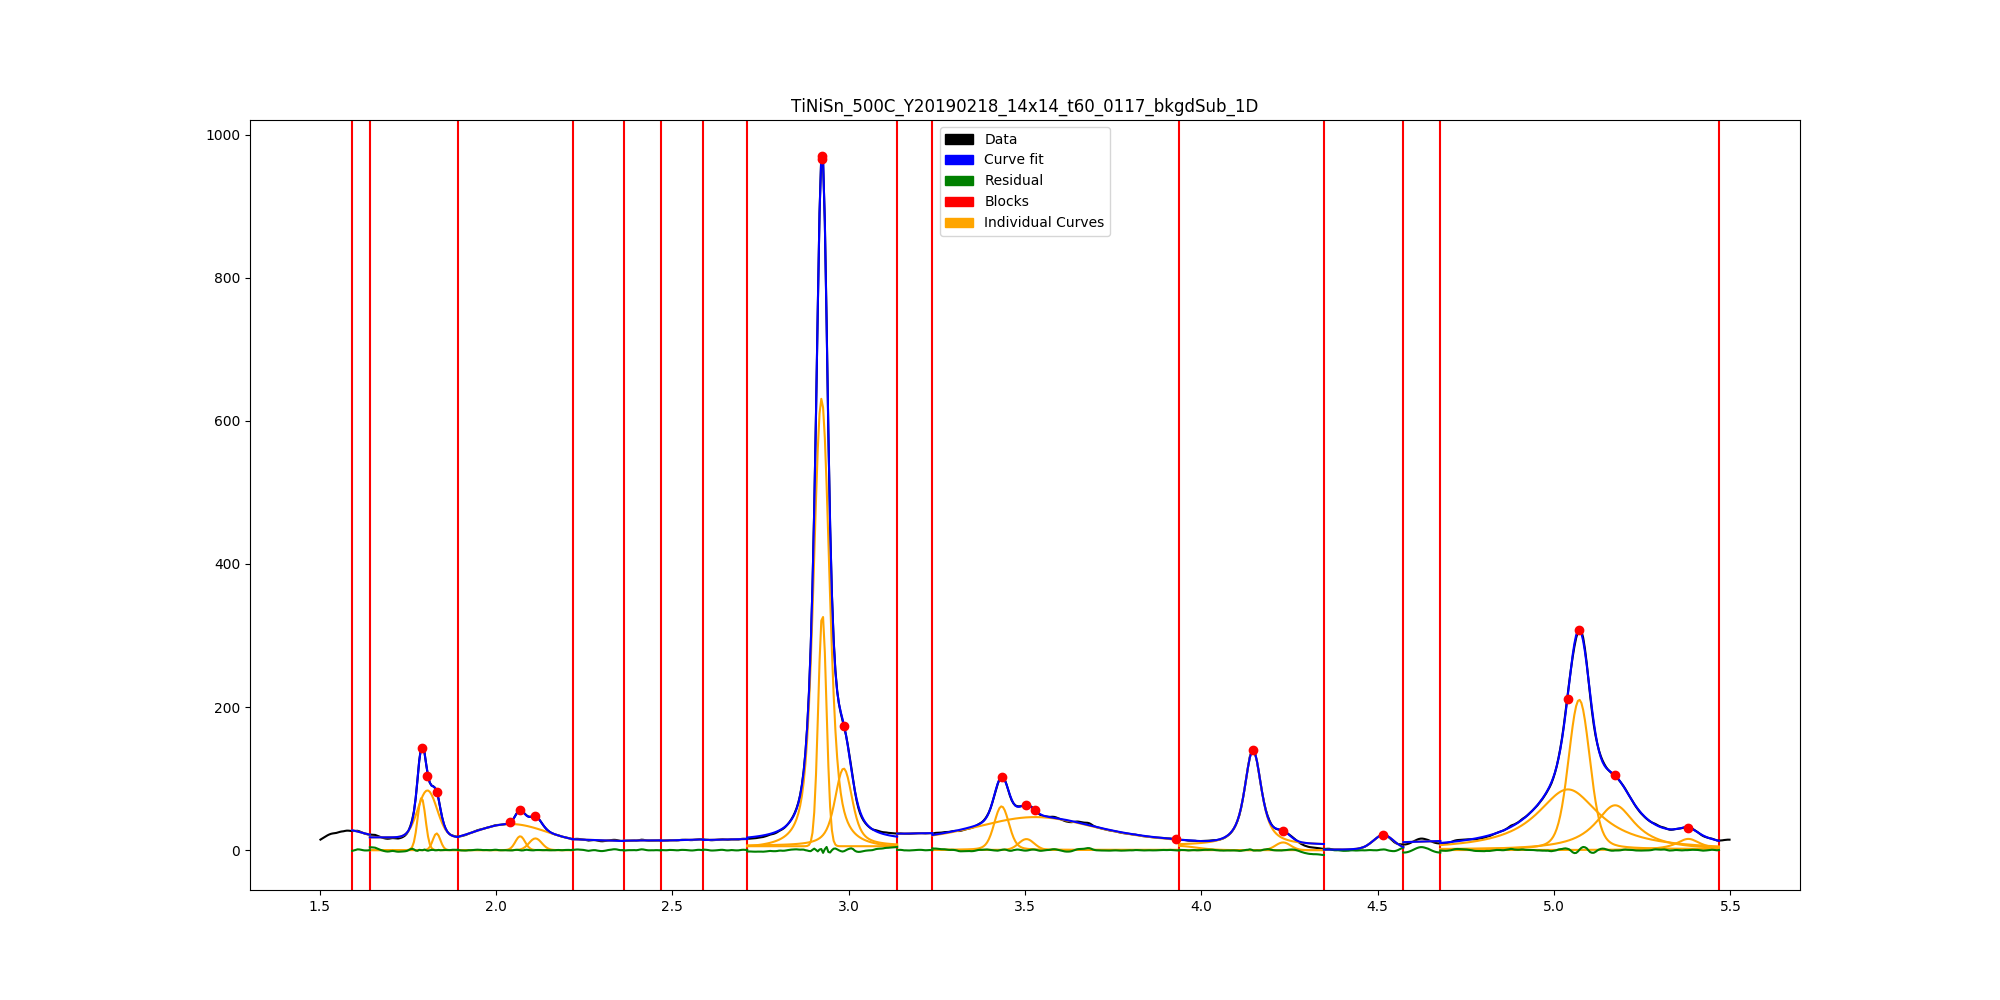 TiNiSn_500C_Y20190218_14x14_t60_0117_bkgdSub_1D
1000
800
600
400
200
0
Data
Curve fit
Residual
Blocks
Individual Curves
1.5 2.0 2.5 3.0 3.5 4.0 4.5 5.0 5.5